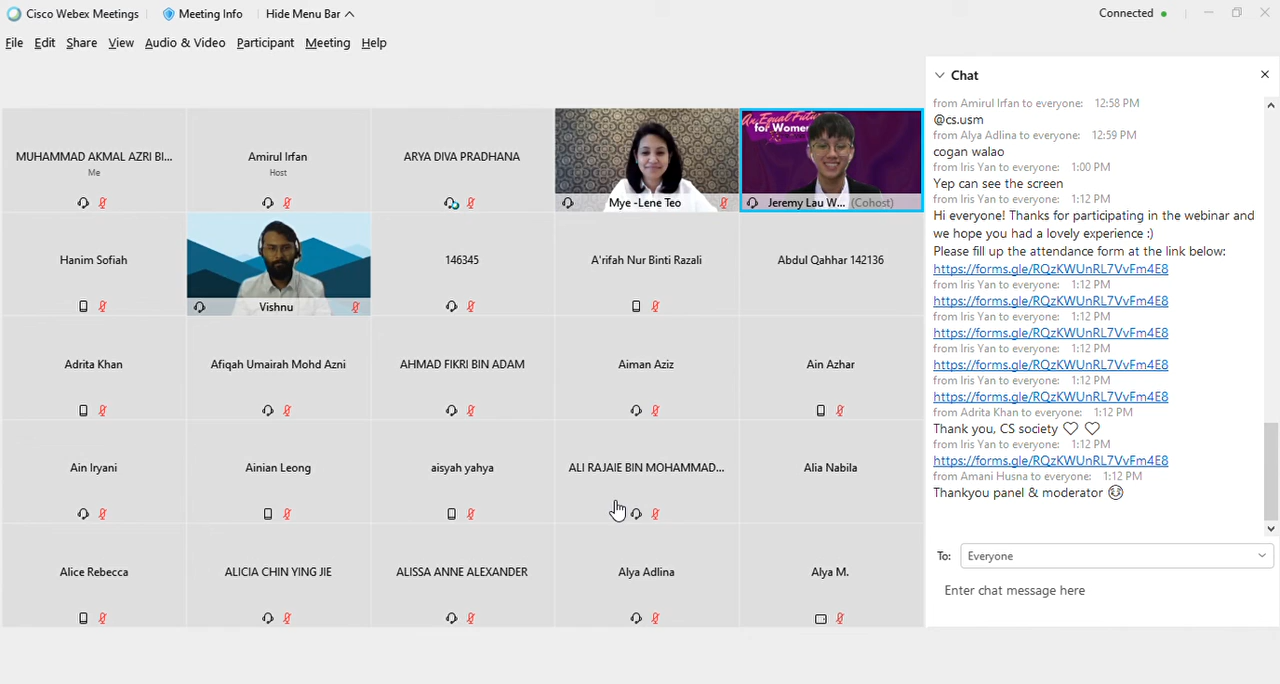 Cisco Webex Meetings
Meeting Info
Hide Menu Bar
Connected
File Edit Share View Audio & Video Participant Meeting Help
MUHAMMAD AKMAL AZRI BI...
Me
Amirul Irfan
Host
ARYA DIVA PRADHANA
Mye -Lene Teo
An Equal Futu
for Wome
Jeremy Lau W... (Cohost)
Hanim Sofiah
Vishnu
146345
A'rifah Nur Binti Razali
Abdul Qahhar 142136
Adrita Khan
Afiqah Umairah Mohd Azni
AHMAD FIKRI BIN ADAM
Aiman Aziz
Ain Azhar
Ain Iryani
Ainian Leong
aisyah yahya
ALI RAJAIE BIN MOHAMMAD...
Alia Nabila
Alice Rebecca
ALICIA CHIN YING JIE
ALISSA ANNE ALEXANDER
Alya Adlina
Alya M.
Chat
from Amirul Irfan to everyone: 12:58 PM
@cs.usm
from Alya Adlina to everyone: 12:59 PM
cogan walao
from Iris Yan to everyone: 1:00 PM
Yep can see the screen
from Iris Yan to everyone: 1:12 PM
Hi everyone! Thanks for participating in the webinar and
we hope you had a lovely experience :)
Please fill up the attendance form at the link below:
https://forms.gle/RQzKWUnRL7VvFm4E8
from Iris Yan to everyone: 1:12 PM
https://forms.gle/RQzKWUnRL7VvFm4E8
from Iris Yan to everyone: 1:12 PM
https://forms.gle/RQzKWUnRL7VvFm4E8
from Iris Yan to everyone: 1:12 PM
https://forms.gle/RQzKWUnRL7VvFm4E8
from Iris Yan to everyone: 1:12 PM
https://forms.gle/RQzKWUnRL7VvFm4E8
from Adrita Khan to everyone: 1:12 PM
Thank you, CS society ♡ ♡
from Iris Yan to everyone: 1:12 PM
https://forms.gle/RQzKWUnRL7VvFm4E8
from Amani Husna to everyone: 1:12 PM
Thankyou panel & moderator
To: Everyone
Enter chat message here